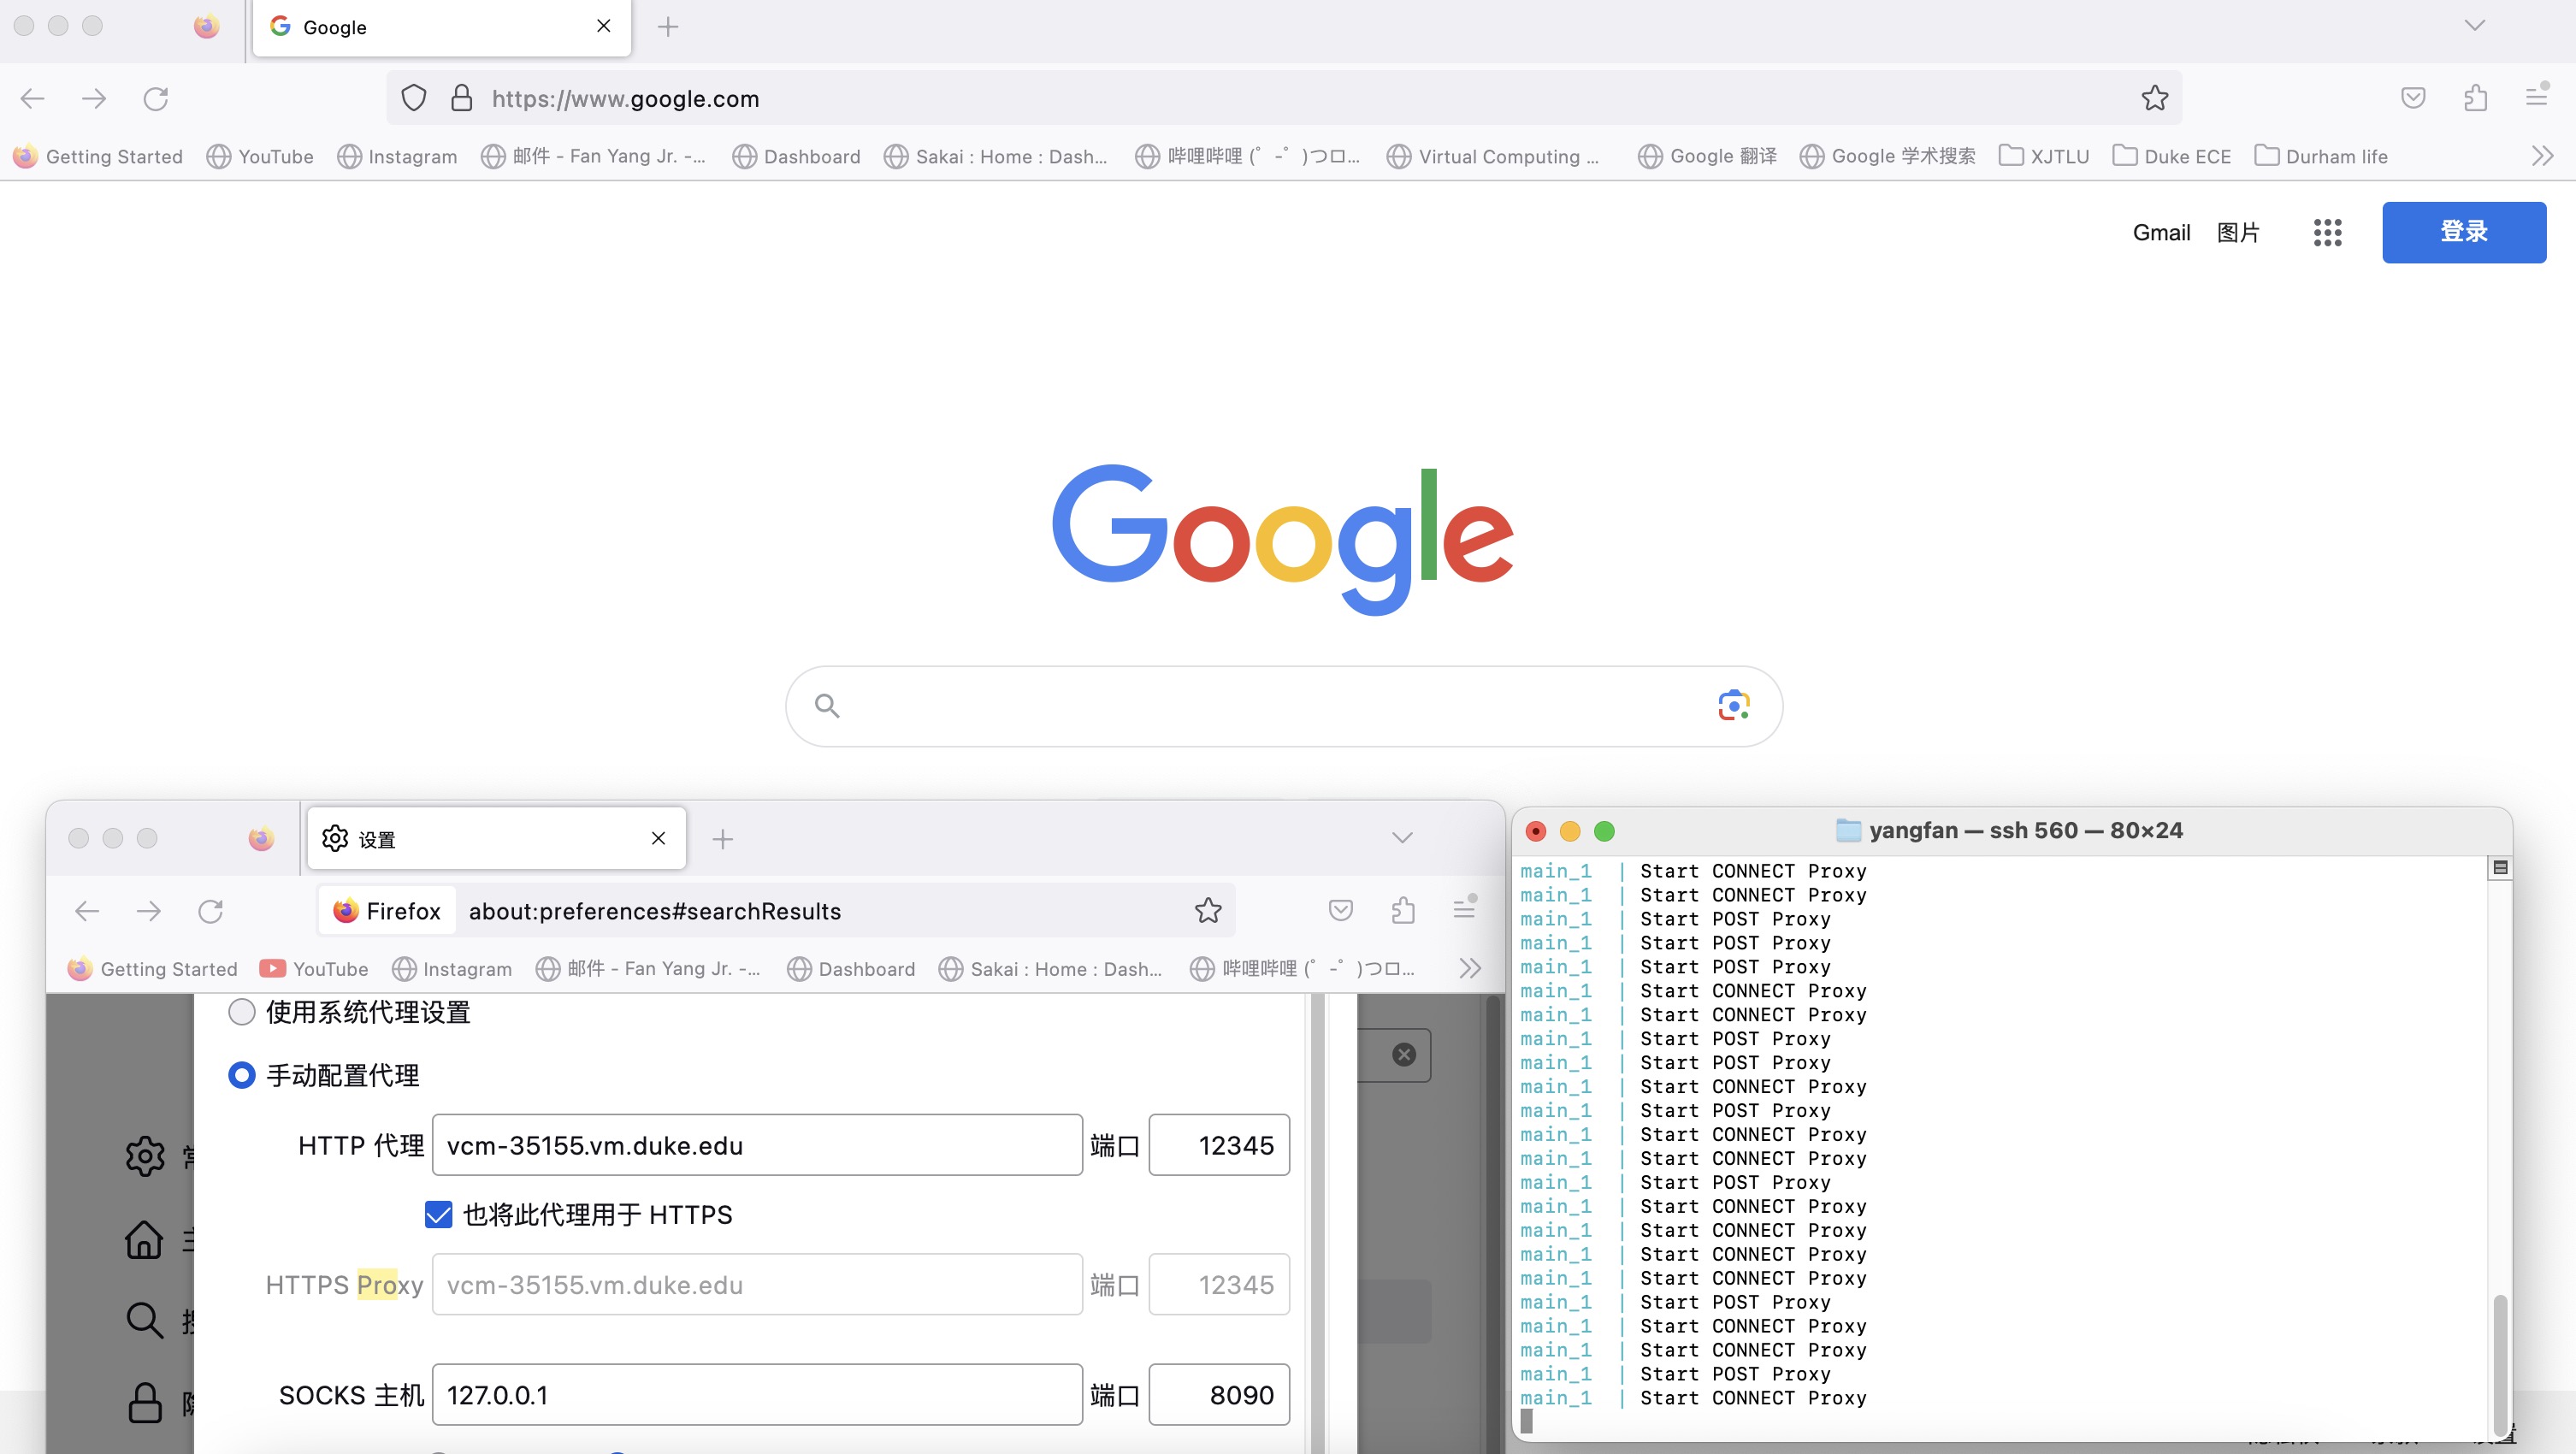 Google
https://www.google.com
Getting Started YouTube Instagram 邮件 - Fan Yang Jr. -... Dashboard Sakai : Home : Dash... 哔哩哔哩 (゜-゜)つロ... Virtual Computing ... Google 翻译 Google 学术搜索 XJTLU Duke ECE Durham life
Gmail 图片 登录
Google
设置
Firefox about:preferences#searchResults
Getting Started YouTube Instagram 邮件 - Fan Yang Jr. -... Dashboard Sakai : Home : Dash... 哔哩哔哩 (゜-゜)つロ...
使用系统代理设置
手动配置代理
HTTP 代理 vcm-35155.vm.duke.edu 端口 12345
也将此代理用于 HTTPS
HTTPS Proxy vcm-35155.vm.duke.edu 端口 12345
SOCKS 主机 127.0.0.1 端口 8090
yangfan — ssh 560 — 80×24
main_1 | Start CONNECT Proxy
main_1 | Start CONNECT Proxy
main_1 | Start POST Proxy
main_1 | Start POST Proxy
main_1 | Start POST Proxy
main_1 | Start CONNECT Proxy
main_1 | Start CONNECT Proxy
main_1 | Start POST Proxy
main_1 | Start POST Proxy
main_1 | Start CONNECT Proxy
main_1 | Start POST Proxy
main_1 | Start CONNECT Proxy
main_1 | Start CONNECT Proxy
main_1 | Start POST Proxy
main_1 | Start CONNECT Proxy
main_1 | Start CONNECT Proxy
main_1 | Start CONNECT Proxy
main_1 | Start CONNECT Proxy
main_1 | Start POST Proxy
main_1 | Start CONNECT Proxy
main_1 | Start CONNECT Proxy
main_1 | Start POST Proxy
main_1 | Start CONNECT Proxy